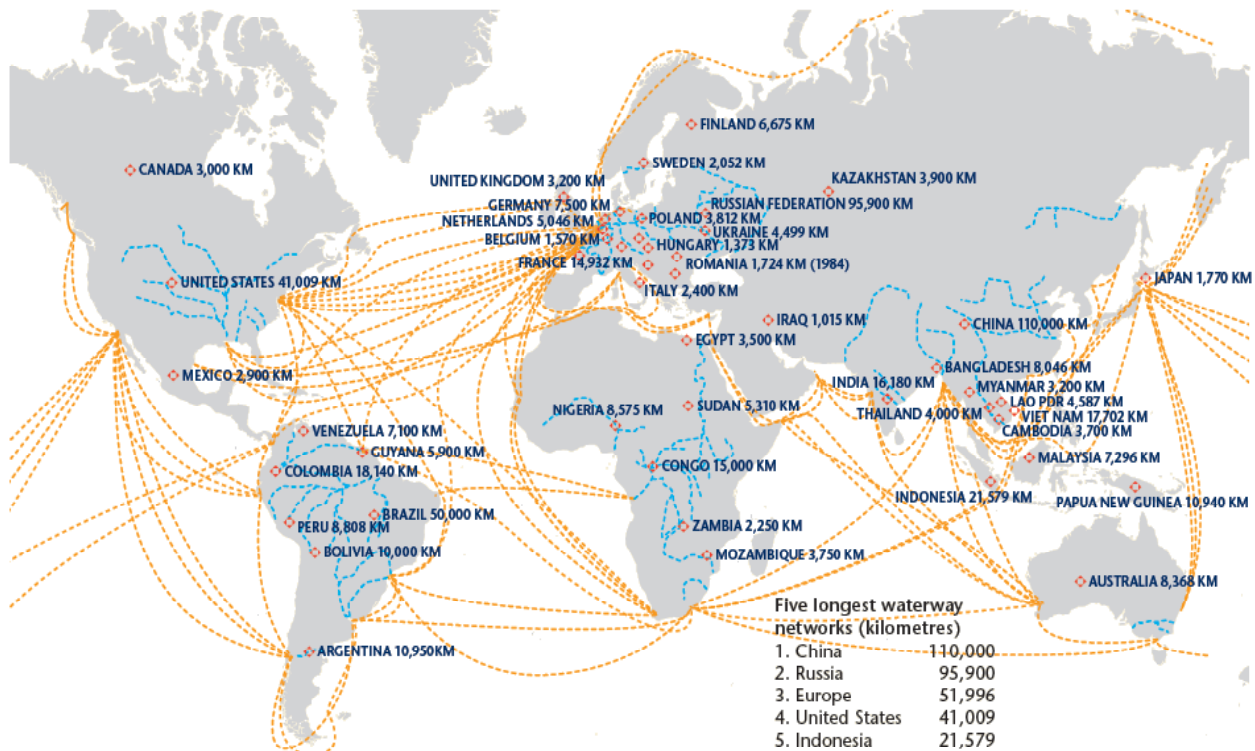 FINLAND 6,675 KM
CANADA 3,000 KM
SWEDEN 2,052 KM
UNITED KINGDOM 3,200 KM
KAZAKHSTAN 3,900 KM
GERMANY 7,500 KM
RUSSIAN FEDERATION 95,900 KM
NETHERLANDS 5,046 KM
POLAND 3,812 KM
UKRAINE 4,499 KM
BELGIUM 1,570 KM
HUNGARY 1,373 KM
FRANCE 14,932 KM
ROMANIA 1,724 KM (1984)
UNITED STATES 41,009 KM
ITALY 2,400 KM
JAPAN 1,770 KM
IRAQ 1,015 KM
CHINA 110,000 KM
EGYPT 3,500 KM
BANGLADESH 8,046 KM
MEXICO 2,900 KM
INDIA 16,180 KM
MYANMAR 3,200 KM
LAO PDR 4,587 KM
NIGERIA 8,575 KM
SUDAN 5,310 KM
THAILAND 4,000 KM
VIET NAM 17,702 KM
CAMBODIA 3,700 KM
VENEZUELA 7,100 KM
GUYANA 5,900 KM
MALAYSIA 7,296 KM
COLOMBIA 18,140 KM
CONGO 15,000 KM
INDONESIA 21,579 KM
PAPUA NEW GUINEA 10,940 KM
BRAZIL 50,000 KM
PERU 8,808 KM
ZAMBIA 2,250 KM
BOLIVIA 10,000 KM
MOZAMBIQUE 3,750 KM
AUSTRALIA 8,368 KM
ARGENTINA 10,950KM
Five longest waterway
networks (kilometres)
1. China 110,000
2. Russia 95,900
3. Europe 51,996
4. United States 41,009
5. Indonesia 21,579